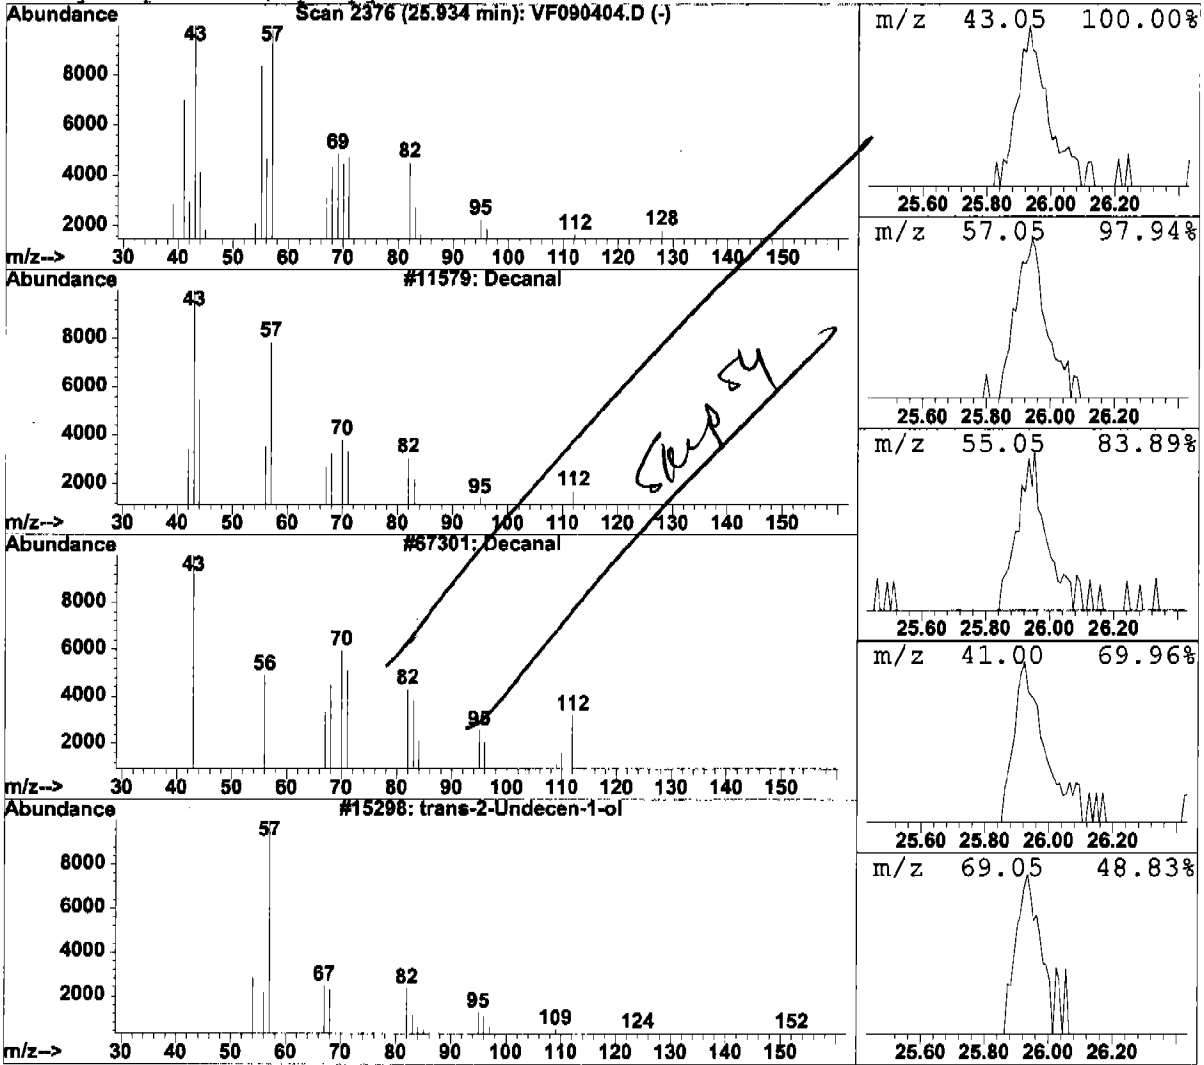 Abundance
Scan 2376 (25.934 min): VF090404.D (-)
43
57
8000
6000
69
82
4000
95
2000
112
128
m/z-->
30 40 50 60 70 80 90 100 110 120 130 140 150
Abundance
#11579: Decanal
43
57
8000
6000
70
4000
82
2000
95
112
m/z-->
30 40 50 60 70 80 90 100 110 120 130 140 150
Abundance
#67301: Decanal
43
8000
6000
70
56
82
4000
95
112
2000
m/z-->
30 40 50 60 70 80 90 100 110 120 130 140 150
Abundance
#15298: trans-2-Undecen-1-ol
57
8000
6000
4000
67
82
2000
95
109
124
152
m/z-->
30 40 50 60 70 80 90 100 110 120 130 140 150
m/z 43.05 100.00%
25.60 25.80 26.00 26.20
m/z 57.05 97.94%
25.60 25.80 26.00 26.20
m/z 55.05 83.89%
25.60 25.80 26.00 26.20
m/z 41.00 69.96%
25.60 25.80 26.00 26.20
m/z 69.05 48.83%
25.60 25.80 26.00 26.20